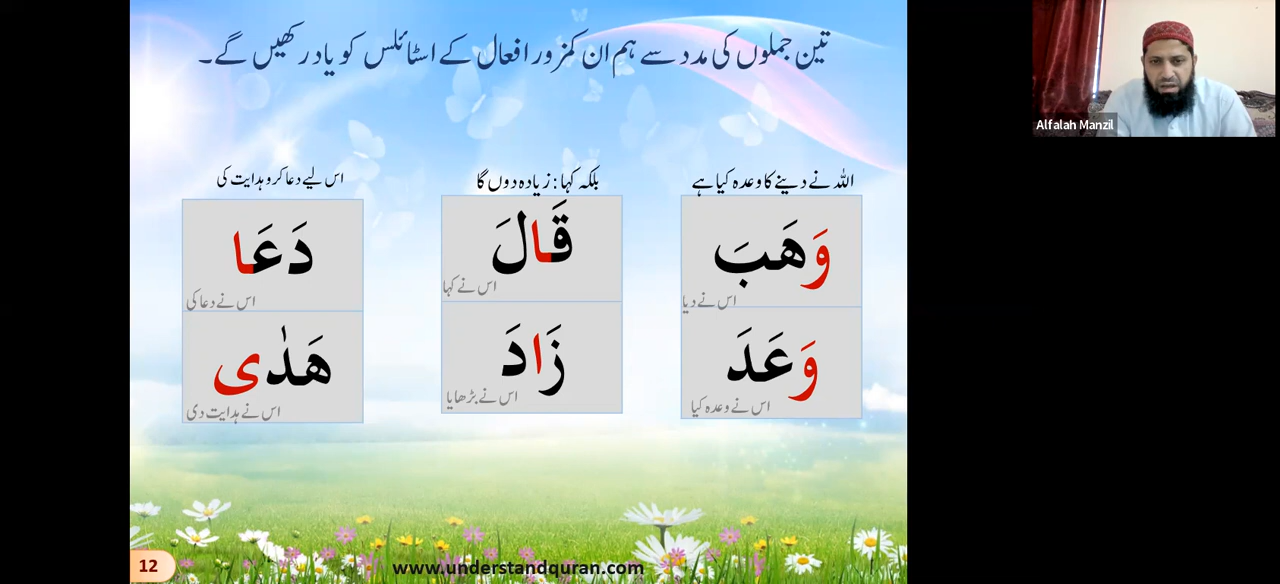 تین جملوں کی مدد سے ہم ان کمزور افعال کے اسٹائلس کو یاد رکھیں گے۔
Alfalah Manzil
اللہ نے دینے کا وعدہ کیا ہے
وَهَبَ
اس نے دیا
وَعَدَ
اس نے وعدہ کیا
بلکہ کہا: زیادہ دوں گا
قَالَ
اس نے کہا
زَادَ
اس نے بڑھایا
اس لیے دعا کرو ہدایت کی
دَعَا
اس نے دعا کی
هَدٰى
اس نے ہدایت دی
12
www.understandquran.com